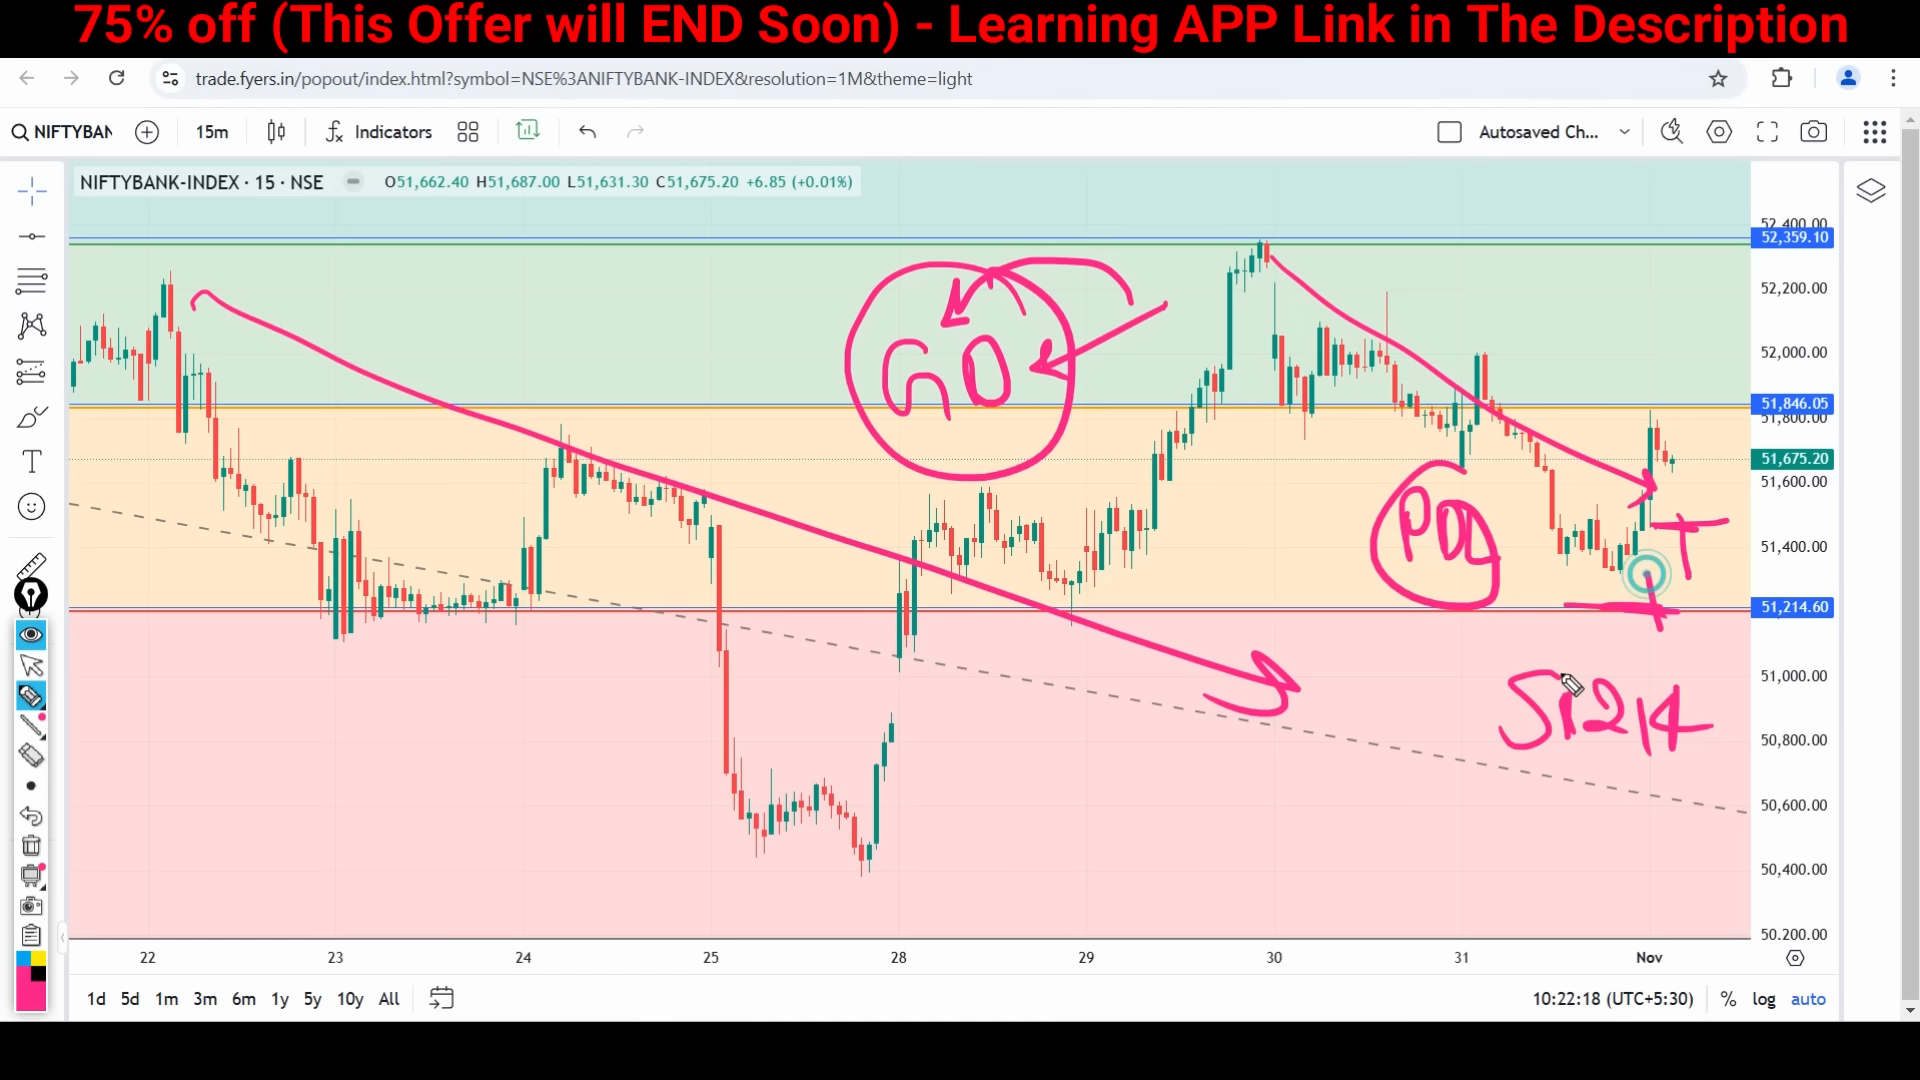 75% off (This Offer will END Soon) - Learning APP Link in The Description
trade.fyers.in/popout/index.html?symbol=NSE%3ANIFTYBANK-INDEX&resolution=1M&theme=light
NIFTYBAN 15m Indicators Autosaved Ch...
NIFTYBANK-INDEX · 15 · NSE O51,662.40 H51,687.00 L51,631.30 C51,675.20 +6.85 (+0.01%)
52,400.00
52,359.10
52,200.00
52,000.00
51,846.05
51,800.00
51,675.20
51,600.00
51,400.00
51,214.60
51,000.00
50,800.00
50,600.00
50,400.00
50,200.00
GD
PDL
51214
22 23 24 25 28 29 30 31 Nov
1d 5d 1m 3m 6m 1y 5y 10y All 10:22:18 (UTC+5:30) % log auto